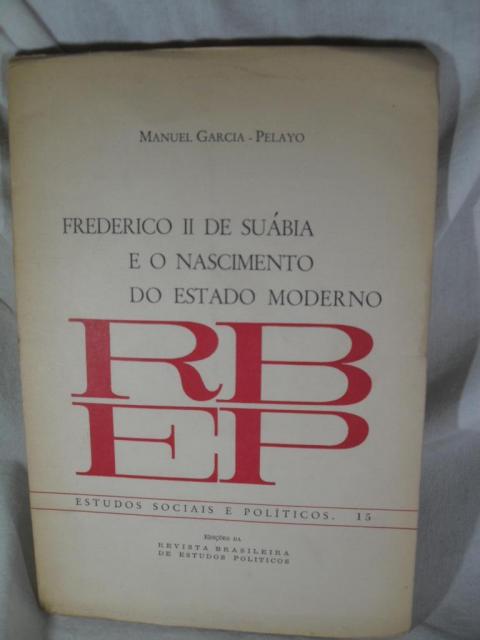 MANUEL GARCIA - PELAYO
FREDERICO II DE SUÁBIA
E O NASCIMENTO
DO ESTADO MODERNO
RB
EP
ESTUDOS SOCIAIS E POLÍTICOS. 15
EDIÇÕES DA
REVISTA BRASILEIRA
DE ESTUDOS POLITICOS